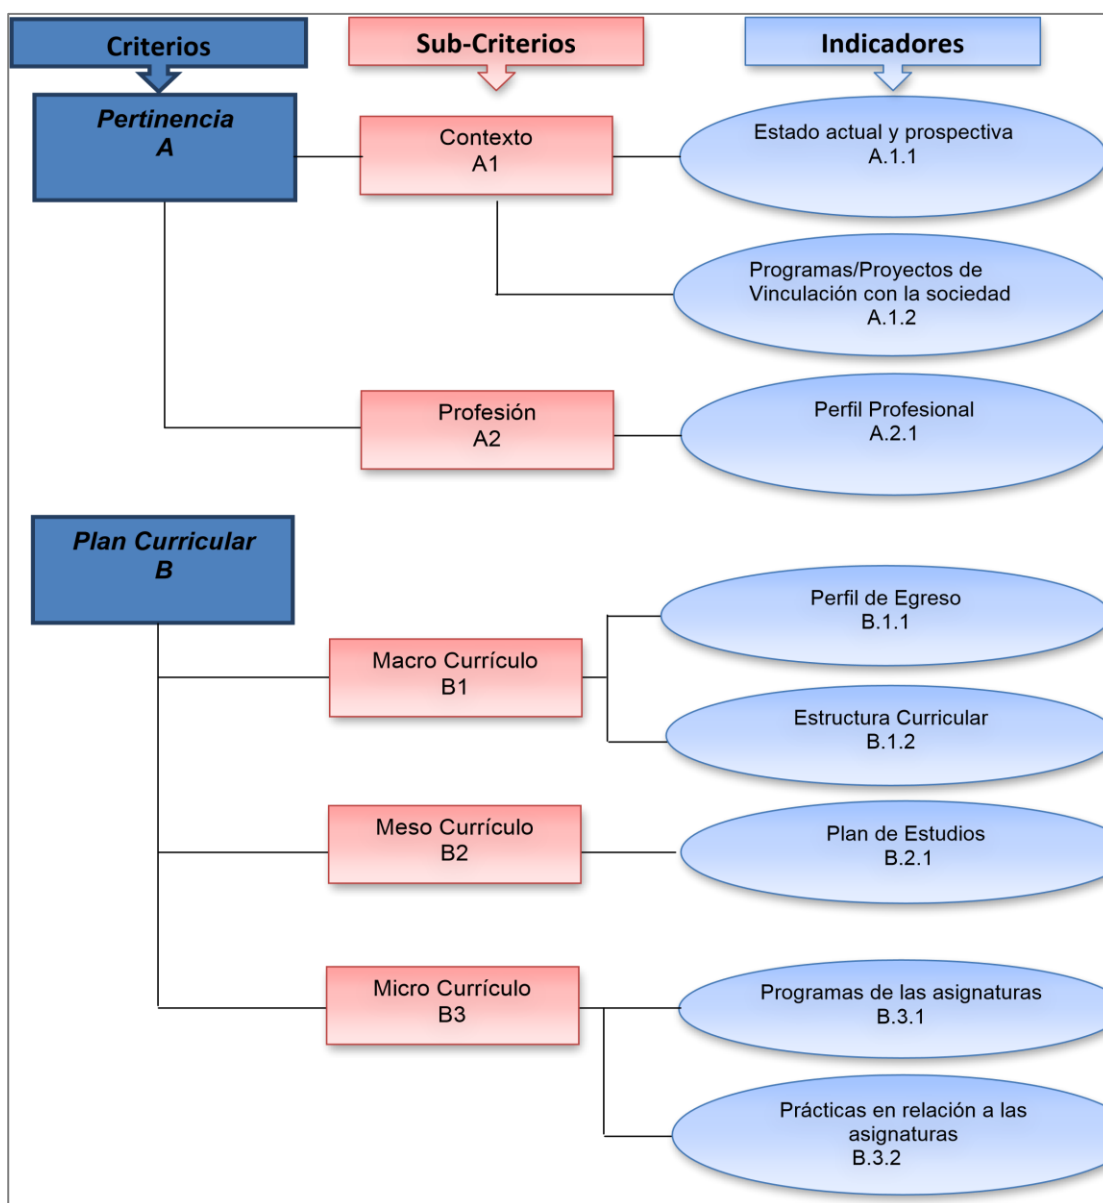 Criterios
Sub-Criterios
Indicadores
Pertinencia
A
Contexto
A1
Estado actual y prospectiva
A.1.1
Programas/Proyectos de
Vinculación con la sociedad
A.1.2
Profesión
A2
Perfil Profesional
A.2.1
Plan Curricular
B
Perfil de Egreso
B.1.1
Macro Currículo
B1
Estructura Curricular
B.1.2
Meso Currículo
B2
Plan de Estudios
B.2.1
Micro Currículo
B3
Programas de las asignaturas
B.3.1
Prácticas en relación a las
asignaturas
B.3.2